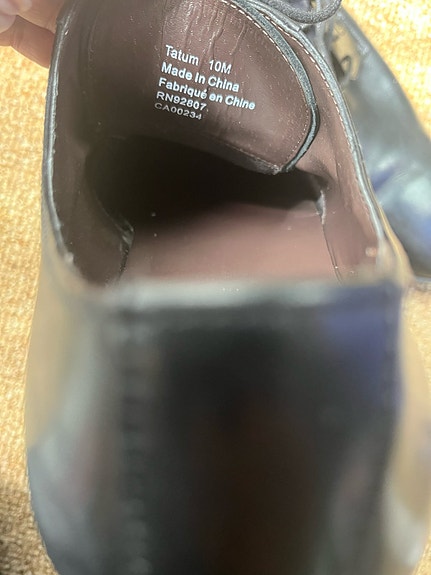 Tatum 10M
Made in China
Fabriqué en Chine
RN92807
CA00234